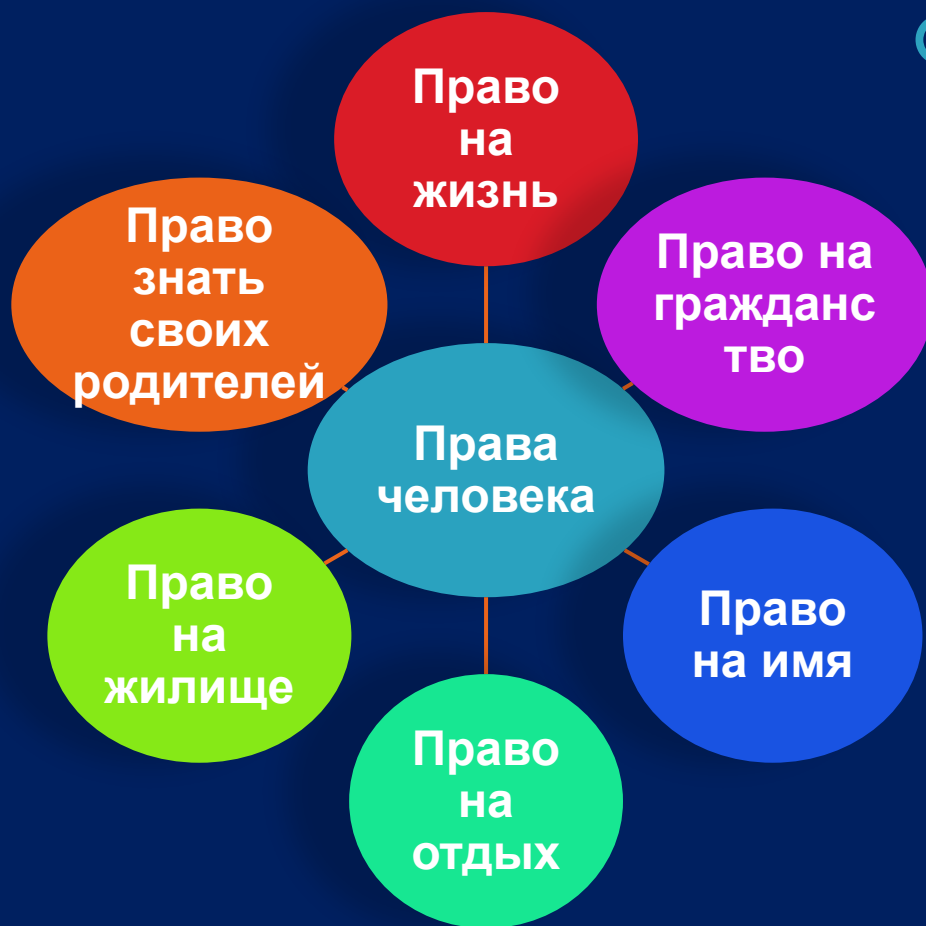 Право
на
жизнь
Право
знать
своих
родителей
Право на
гражданс
тво
Права
человека
Право
на
жилище
Право
на имя
Право
на
отдых